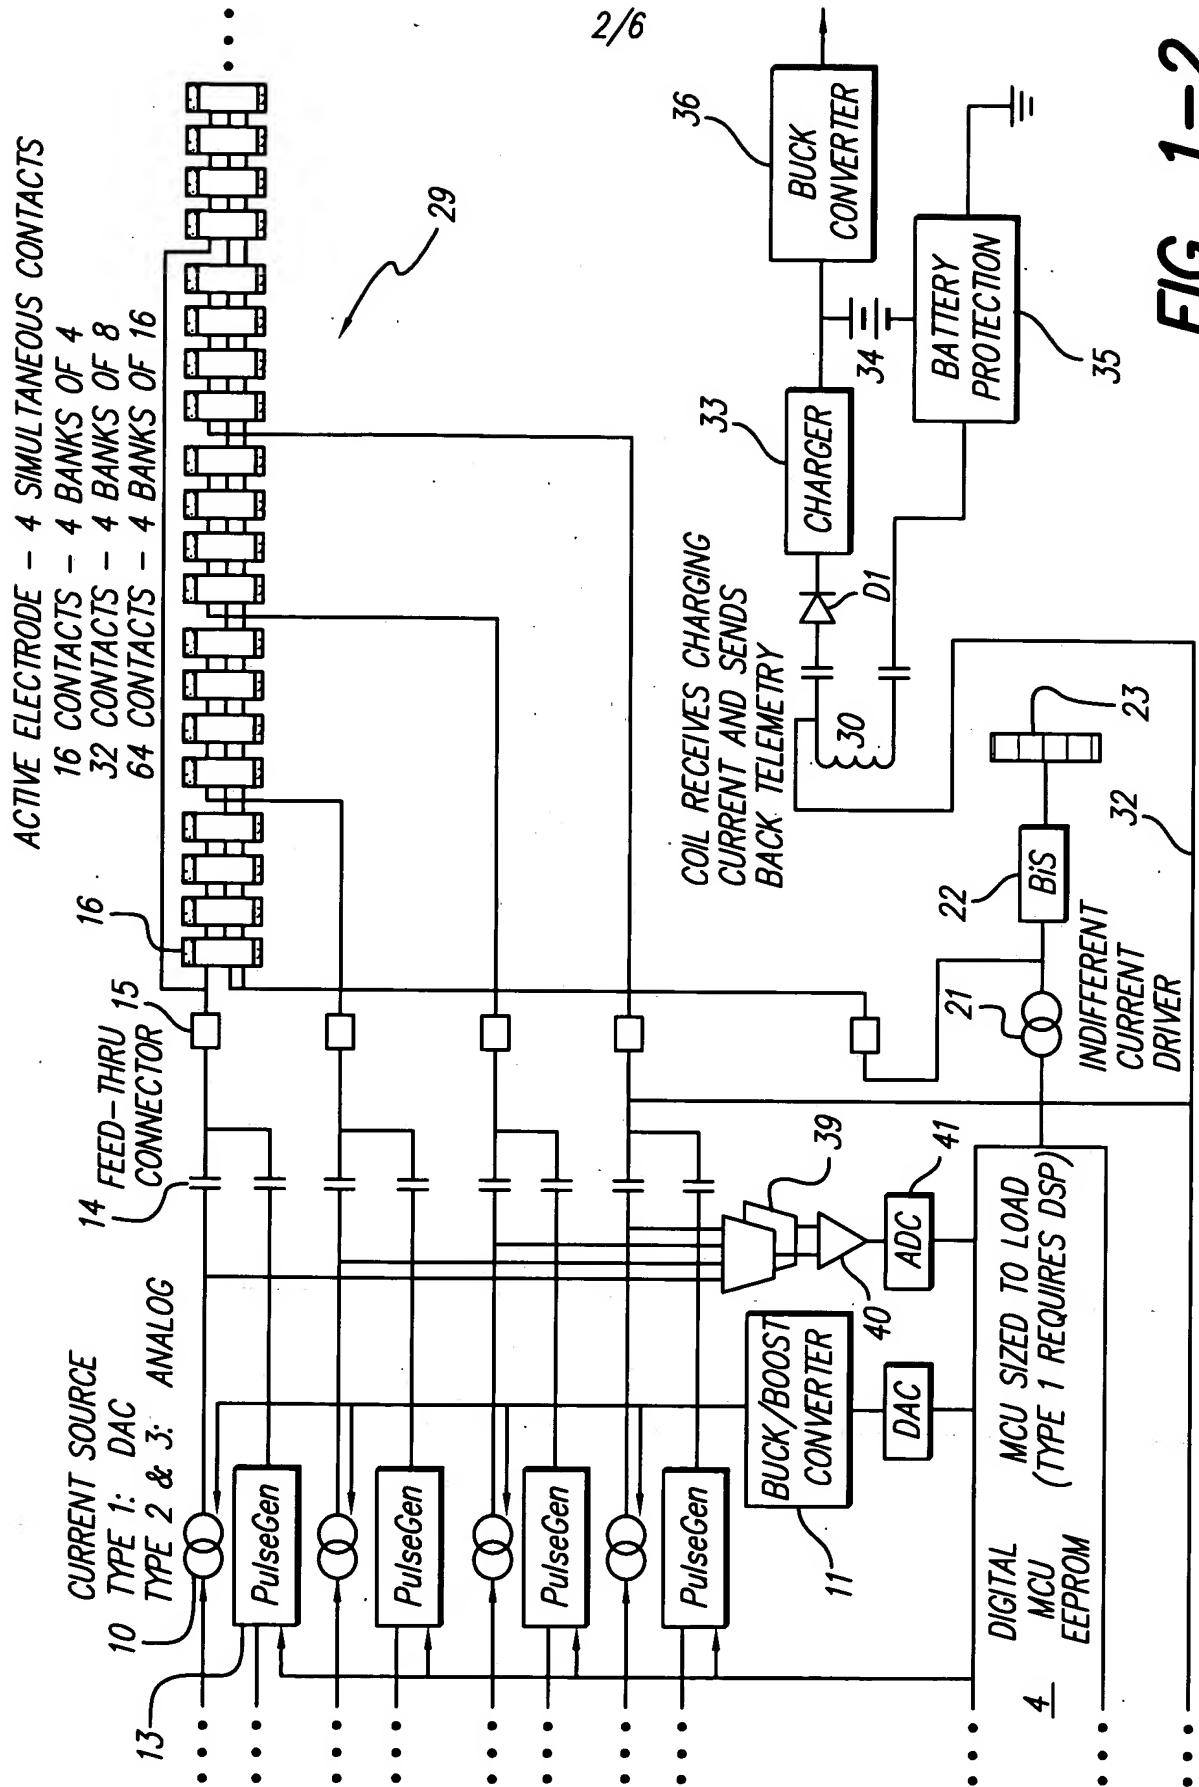 2/6
ACTIVE ELECTRODE - 4 SIMULTANEOUS CONTACTS
16 CONTACTS - 4 BANKS OF 4
32 CONTACTS - 4 BANKS OF 8
64 CONTACTS - 4 BANKS OF 16
29
16
15
14
FEED-THRU
CONNECTOR
CURRENT SOURCE
10
TYPE 1: DAC
TYPE 2 & 3: ANALOG
13
PulseGen
PulseGen
PulseGen
PulseGen
BUCK/BOOST
CONVERTER
11
DAC
39
40
ADC
41
DIGITAL
MCU
EEPROM
4
MCU SIZED TO LOAD
(TYPE 1 REQUIRES DSP)
INDIFFERENT
CURRENT
DRIVER
21
22
BiS
23
32
COIL RECEIVES CHARGING
CURRENT AND SENDS
BACK TELEMETRY
30
D1
33
CHARGER
34
BATTERY
PROTECTION
35
BUCK
CONVERTER
36
FIG. 1-2